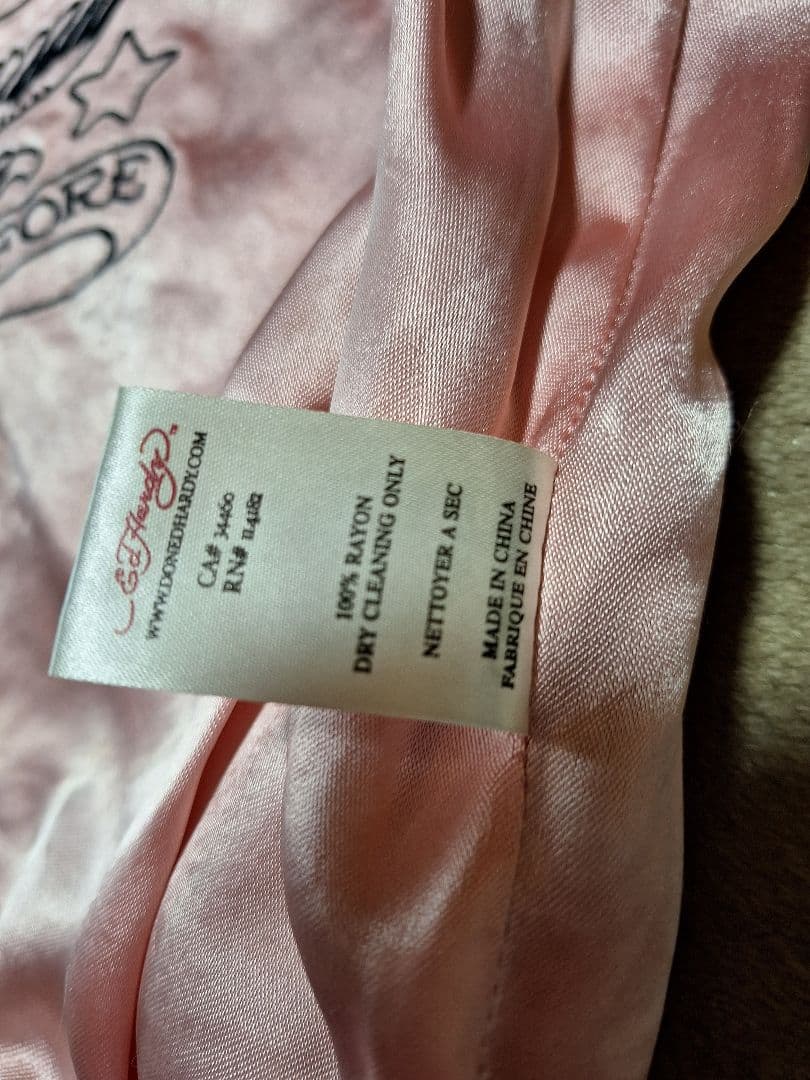 FORE
Ed Hardy
WWW.DONEDHARDY.COM
CA# 34460
RN# 114282
100% RAYON
DRY CLEANING ONLY
NETTOYER A SEC
MADE IN CHINA
FABRIQUE EN CHINE